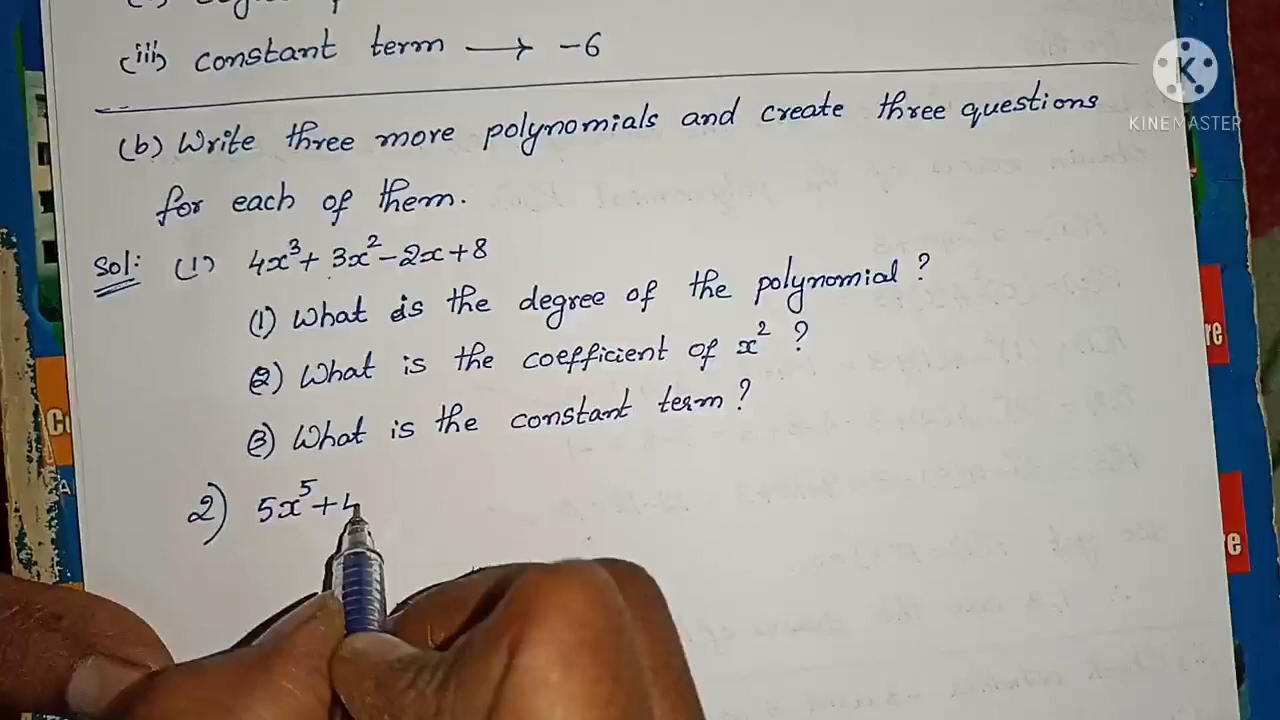 (iii) constant term → -6
(b) Write three more polynomials and create three questions
for each of them.
Sol: (1) 4x³ + 3x² - 2x + 8
(1) What is the degree of the polynomial ?
(2) What is the coefficient of x² ?
(3) What is the constant term ?
2) 5x⁵ + 4
K
KINEMASTER